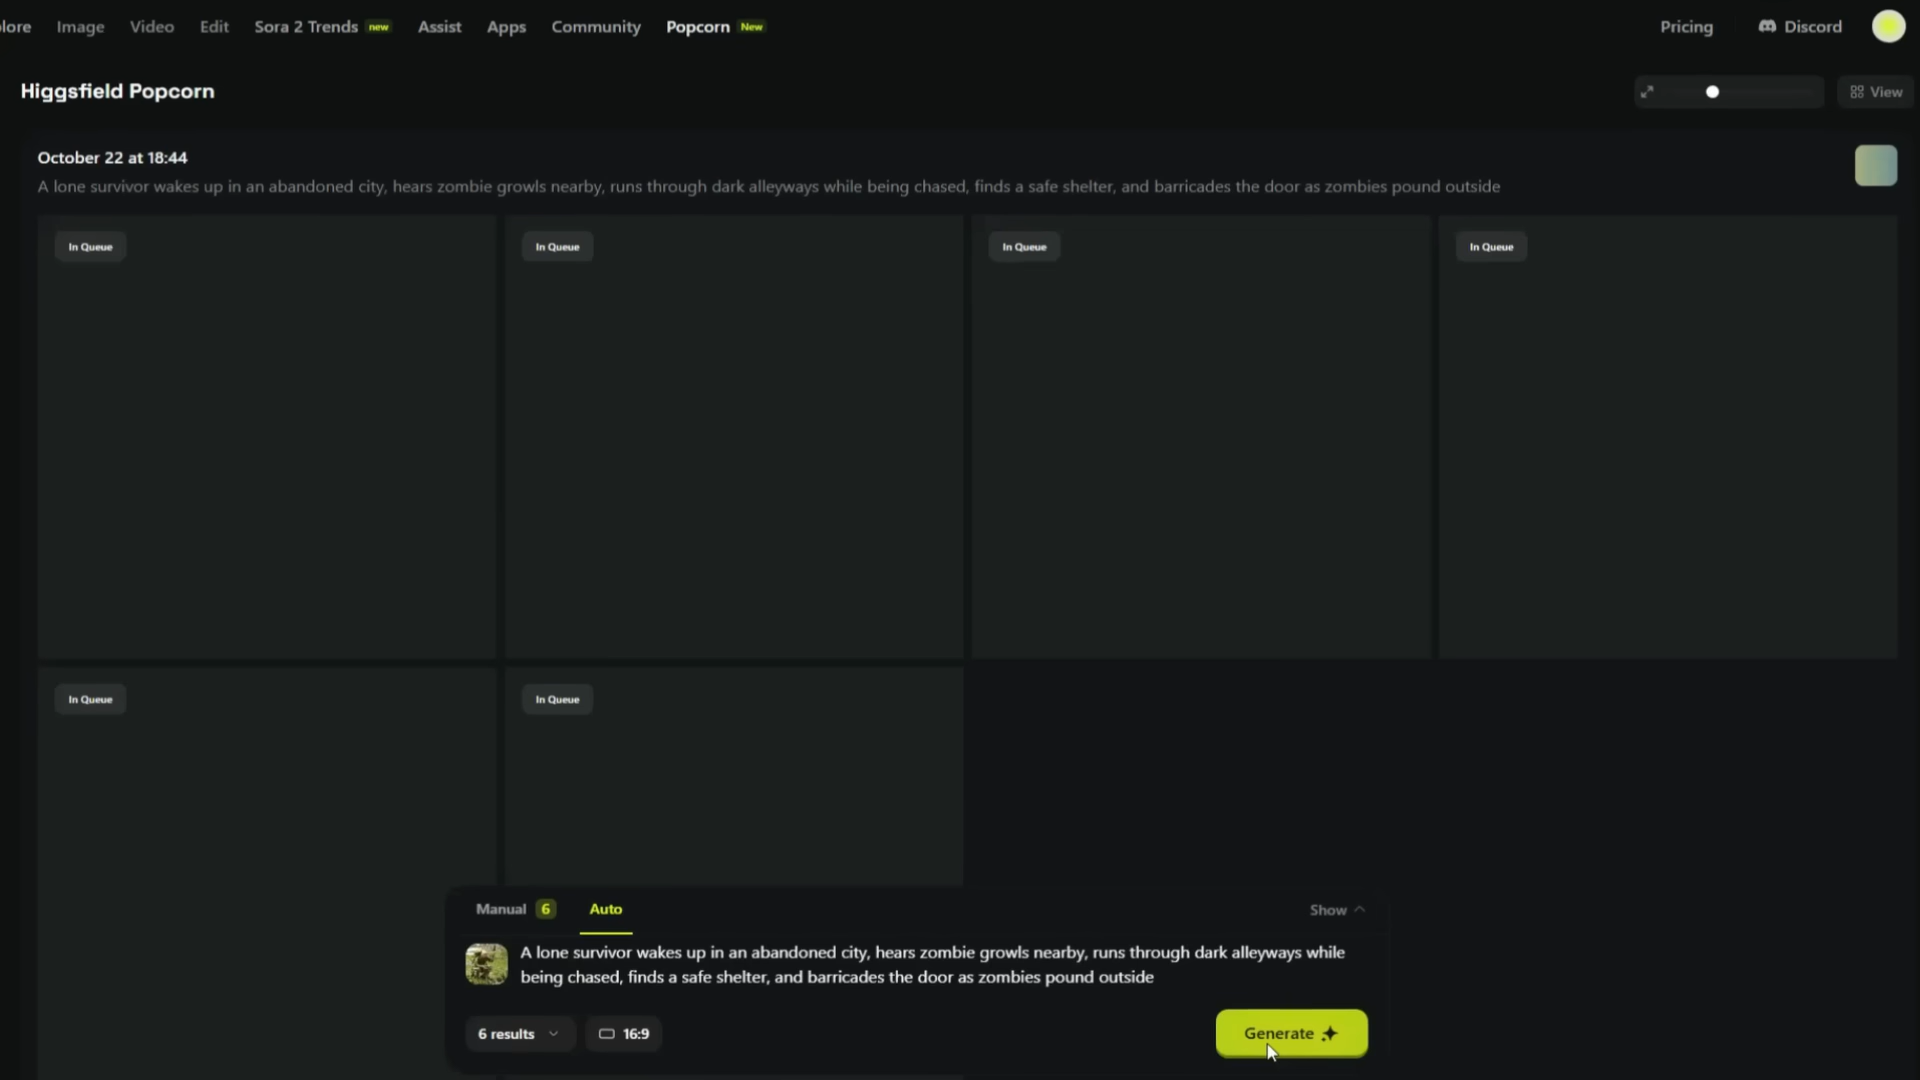 lore Image Video Edit Sora 2 Trends new Assist Apps Community Popcorn New Pricing Discord
Higgsfield Popcorn
View
October 22 at 18:44
A lone survivor wakes up in an abandoned city, hears zombie growls nearby, runs through dark alleyways while being chased, finds a safe shelter, and barricades the door as zombies pound outside
In Queue In Queue In Queue In Queue
In Queue In Queue
Manual 6 Auto Show
A lone survivor wakes up in an abandoned city, hears zombie growls nearby, runs through dark alleyways while
being chased, finds a safe shelter, and barricades the door as zombies pound outside
6 results 16:9 Generate